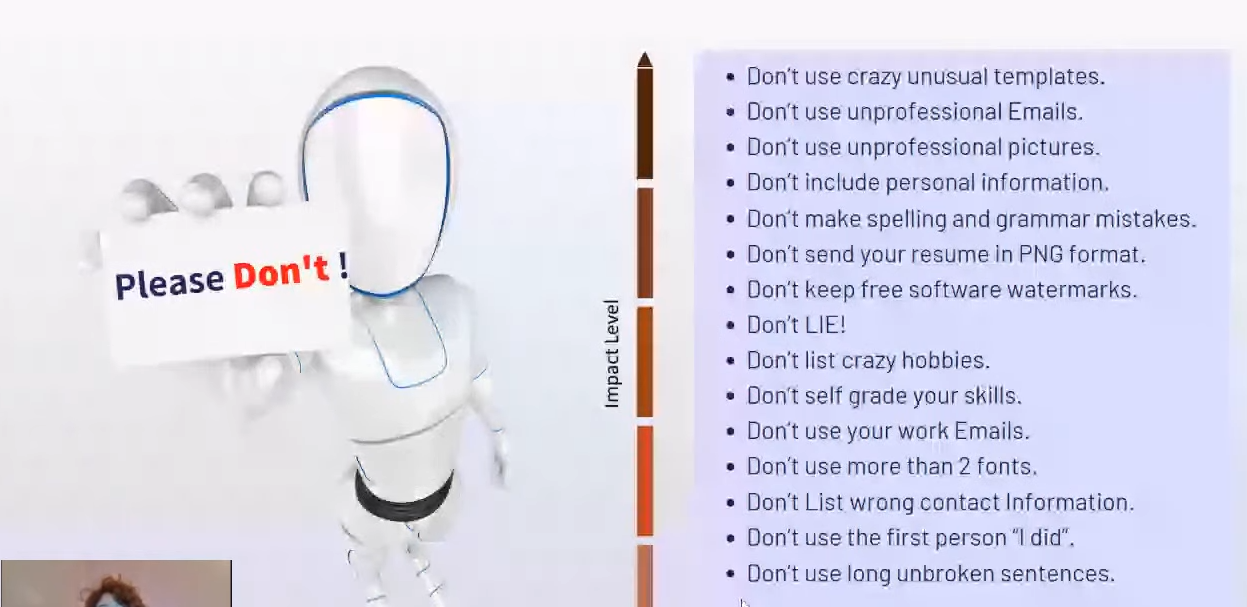 Please Don't !
Impact Level
• Don't use crazy unusual templates.
• Don't use unprofessional Emails.
• Don't use unprofessional pictures.
• Don't include personal information.
• Don't make spelling and grammar mistakes.
• Don't send your resume in PNG format.
• Don't keep free software watermarks.
• Don't LIE!
• Don't list crazy hobbies.
• Don't self grade your skills.
• Don't use your work Emails.
• Don't use more than 2 fonts.
• Don't List wrong contact Information.
• Don't use the first person “I did”.
• Don't use long unbroken sentences.